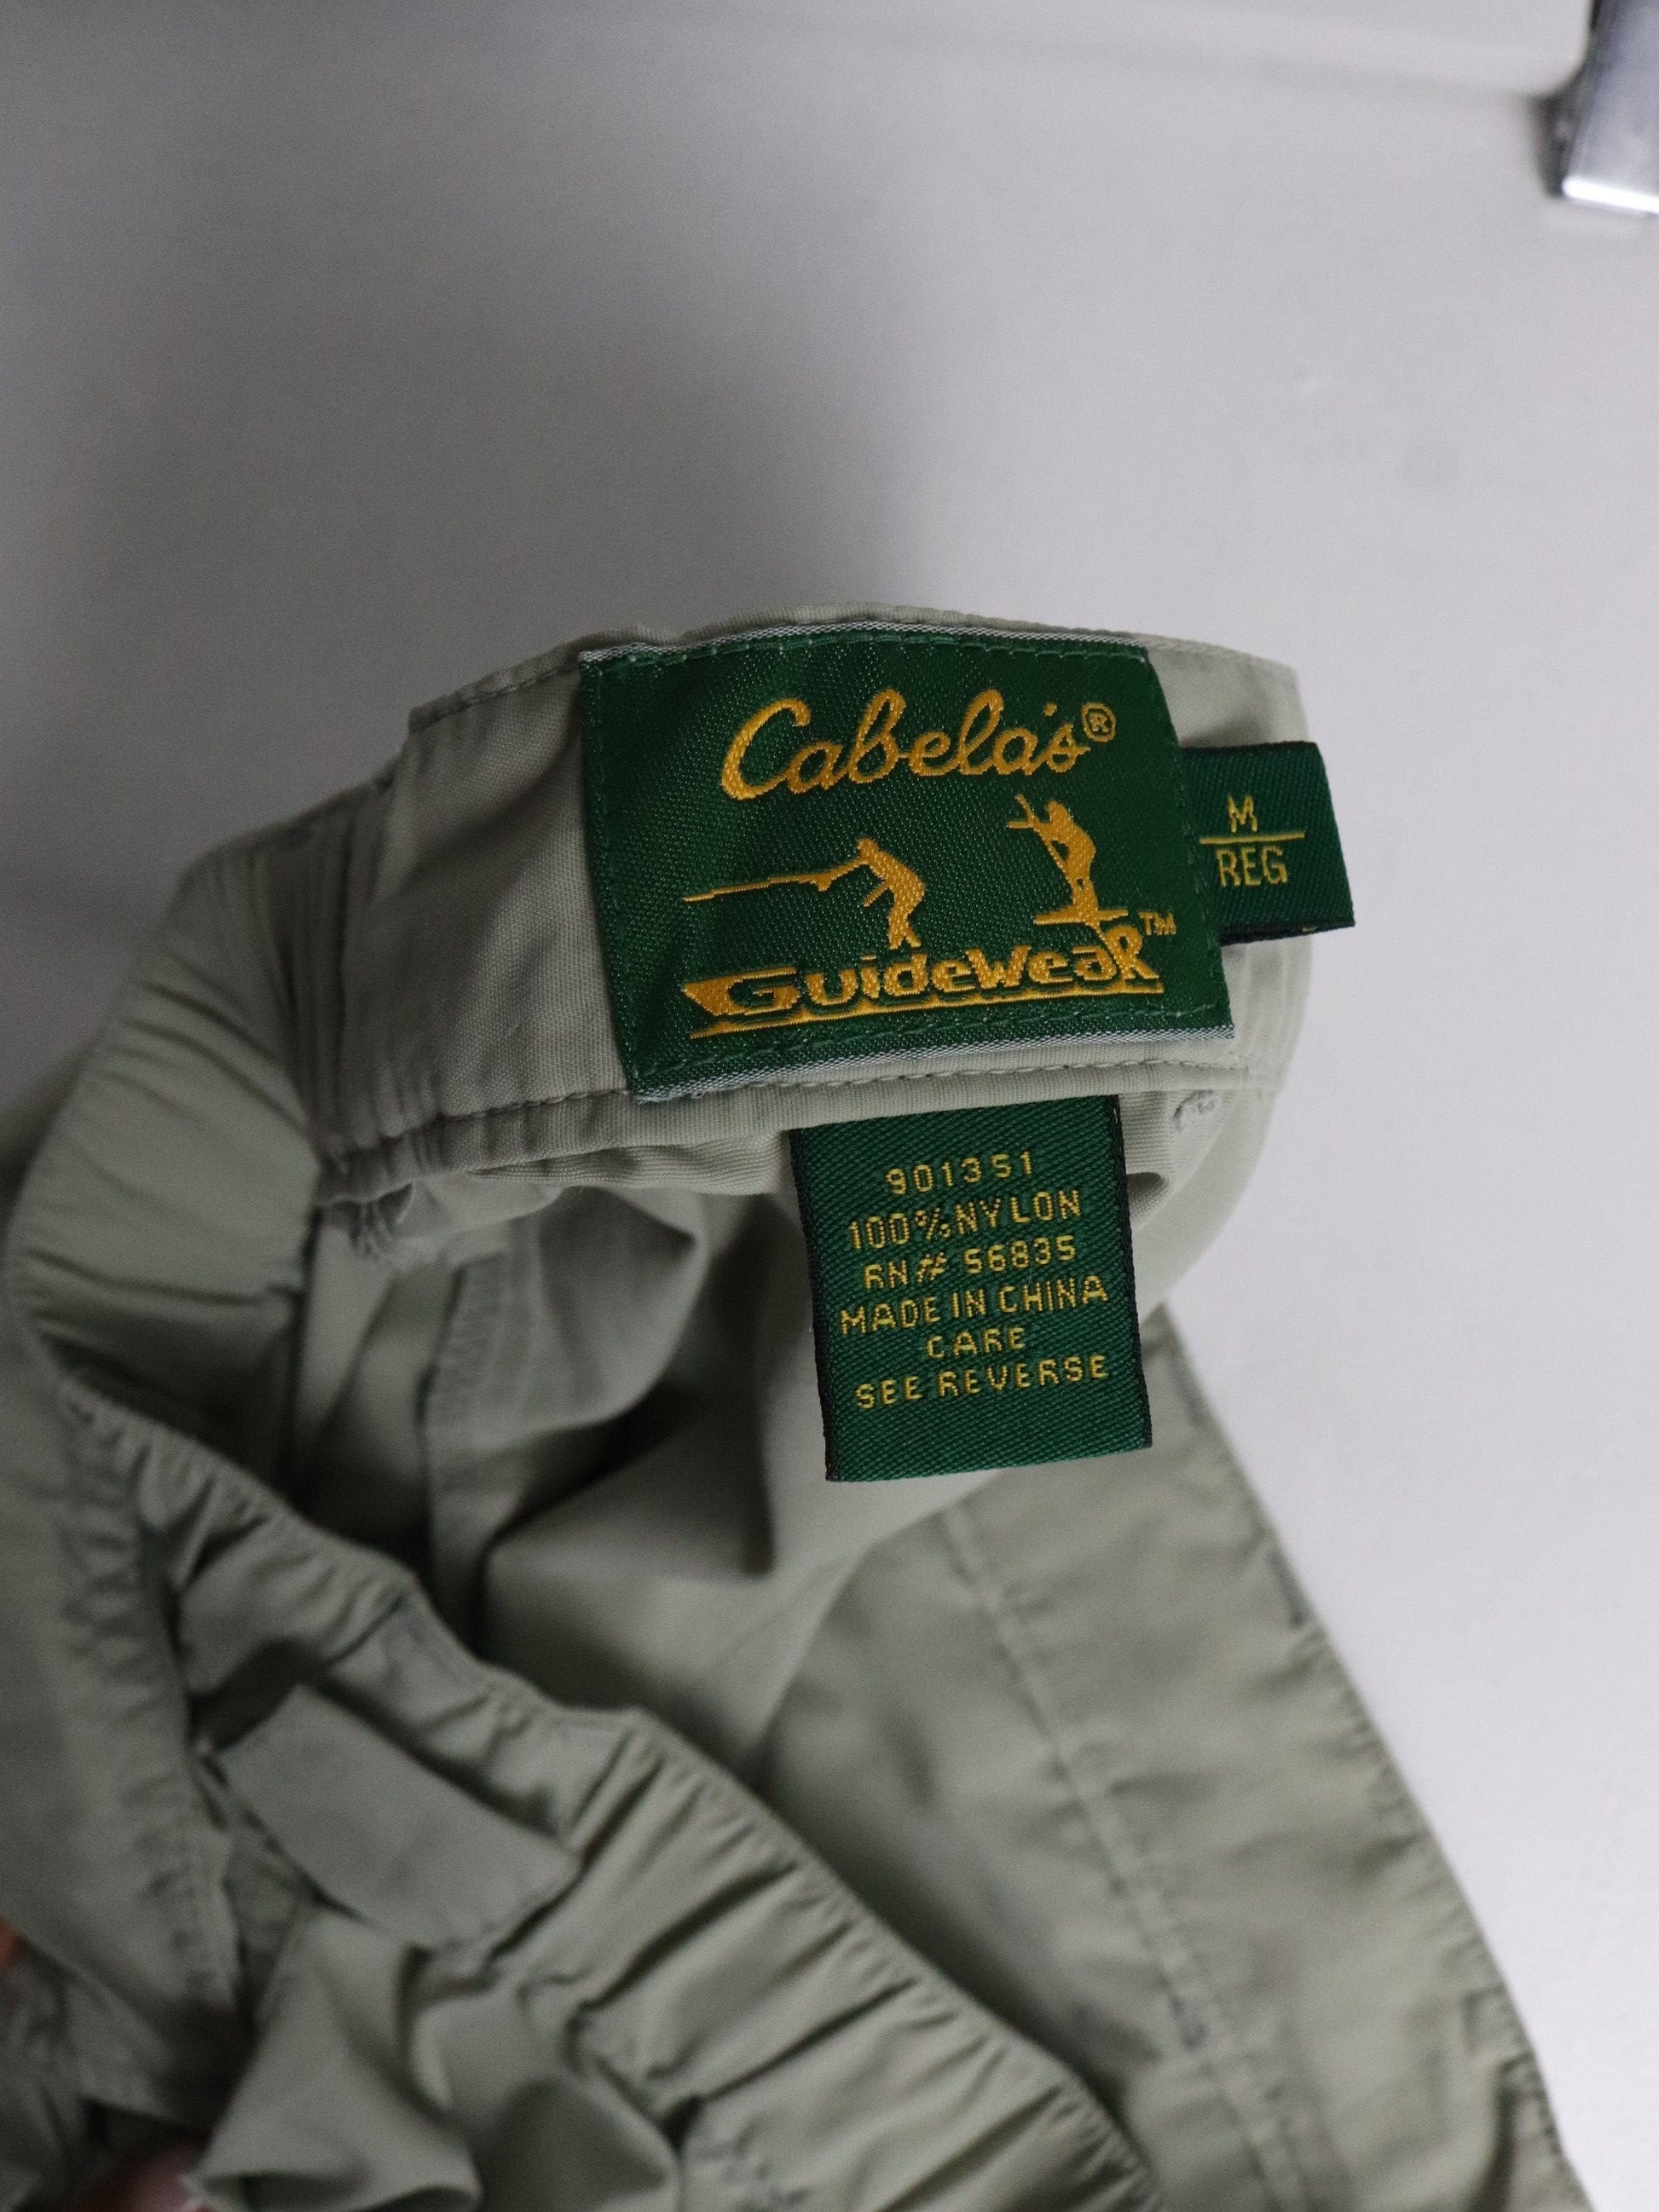 Cabela's®
GuideweaR™
M
REG
901351
100% NYLON
RN# 56835
MADE IN CHINA
CARE
SEE REVERSE